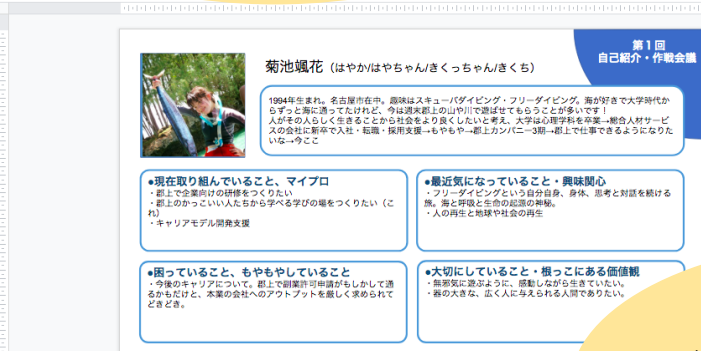 第1回
自己紹介・作戦会議
菊池颯花（はやか/はやちゃん/きくっちゃん/きくち）
1994年生まれ。名古屋市在中。趣味はスキューバダイビング・フリーダイビング。海が好きで大学時代か
らずっと海に通ってたけれど、今は週末郡上の山や川で遊ばせてもらうことが多いです！
人がその人らしく生きることから社会をより良くしたいと考え、大学は心理学科を卒業→総合人材サービ
スの会社に新卒で入社・転職・採用支援→もやもや→郡上カンパニー3期→郡上で仕事できるようになりた
いな→今ここ
●現在取り組んでいること、マイプロ
・郡上で企業向けの研修をつくりたい
・郡上のかっこいい人たちから学べる学びの場をつくりたい（こ
れ）
・キャリアモデル開発支援
●最近気になっていること・興味関心
・フリーダイビングという自分自身、身体、思考と対話を続ける
旅。海と呼吸と生命の起源の神秘。
・人の再生と地球や社会の再生
●困っていること、もやもやしていること
・今後のキャリアについて。郡上で副業許可申請がもしかして通
るかもだけど、本業の会社へのアウトプットを厳しく求められて
どきどき。
●大切にしていること・根っこにある価値観
・無邪気に遊ぶように、感動しながら生きていたい。
・器の大きな、広く人に与えられる人間でありたい。